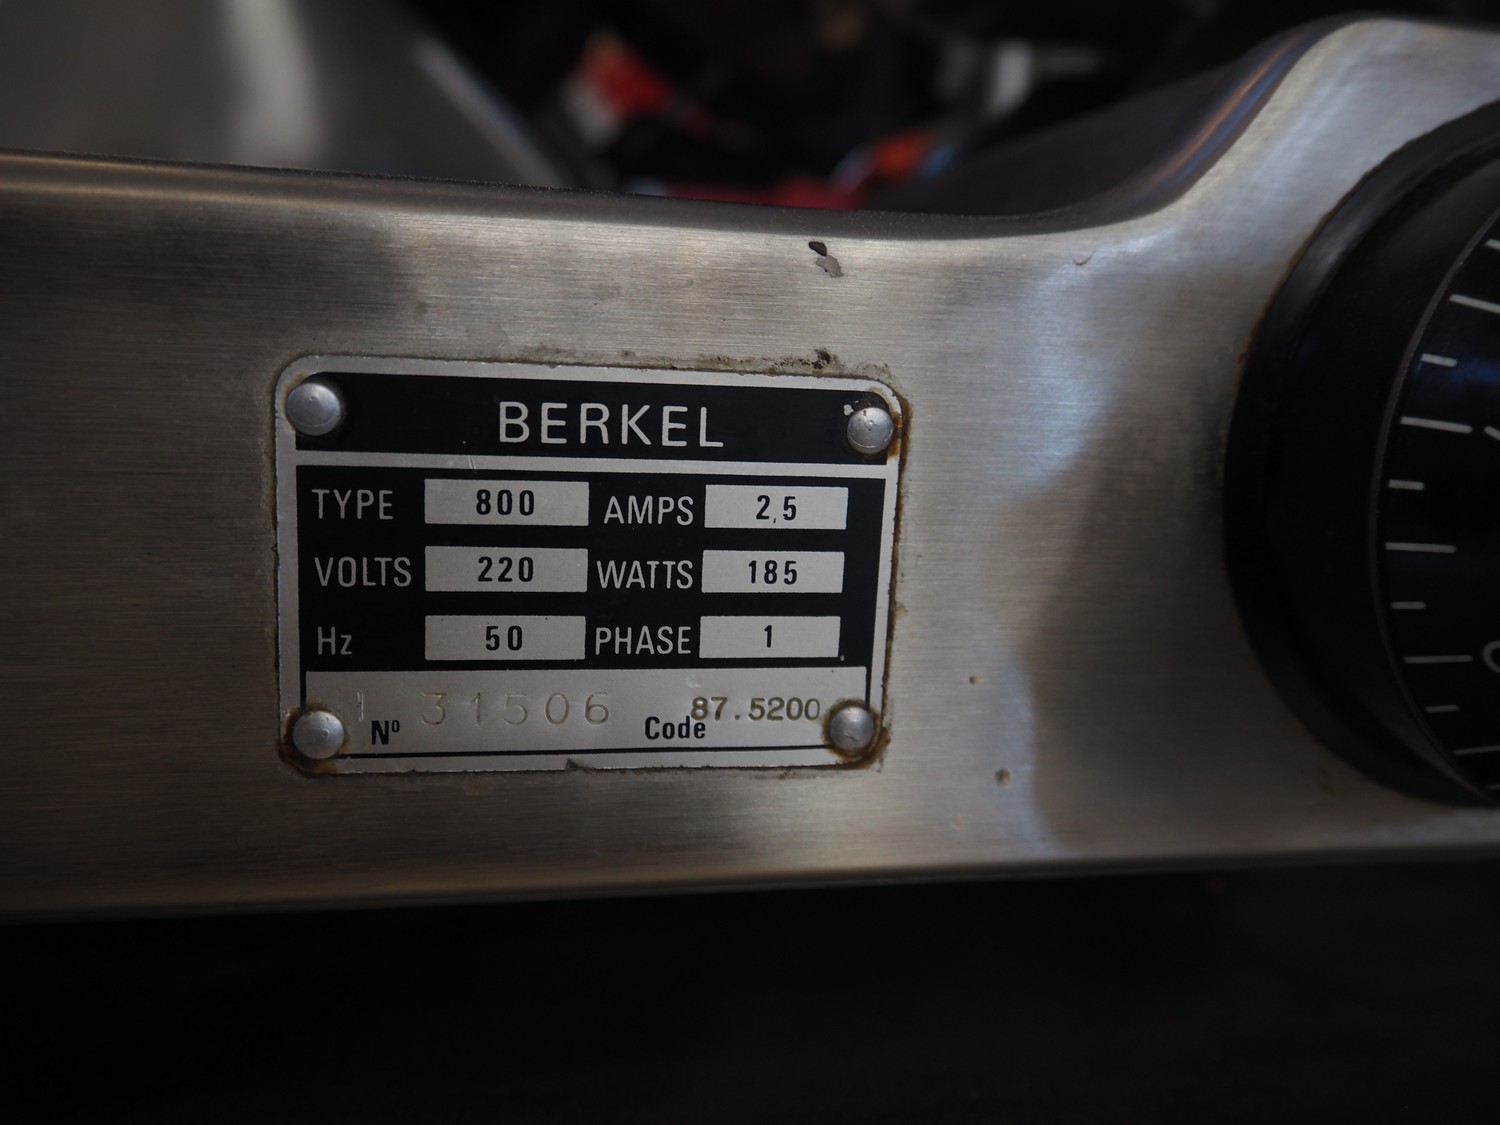 BERKEL
TYPE 800 AMPS 2,5
VOLTS 220 WATTS 185
Hz 50 PHASE 1
Nº 31506 Code 87.5200